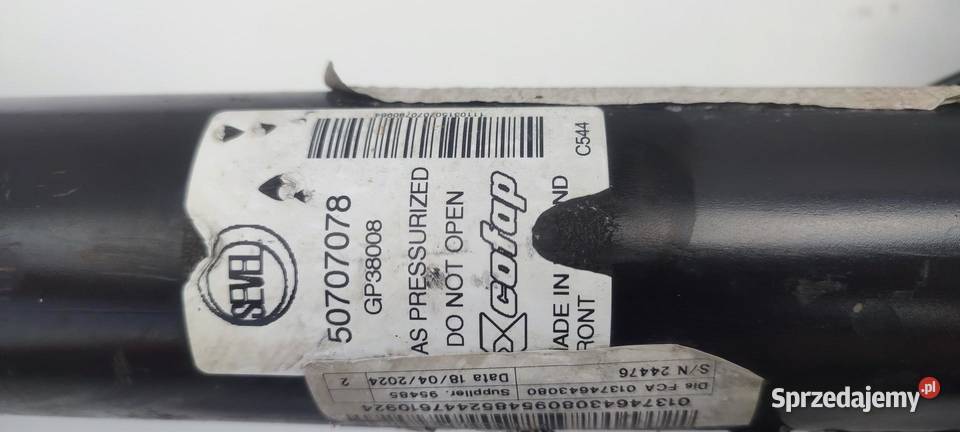 SEVEL
50707078
GP38008
AS PRESSURIZED
DO NOT OPEN
cofap
ADE IN ND
RONT
C544
Dis FCA 01374643080
Supplier. 95485
Data 18/04/2024
2
S/N 24476
Sprzedajemy.pl